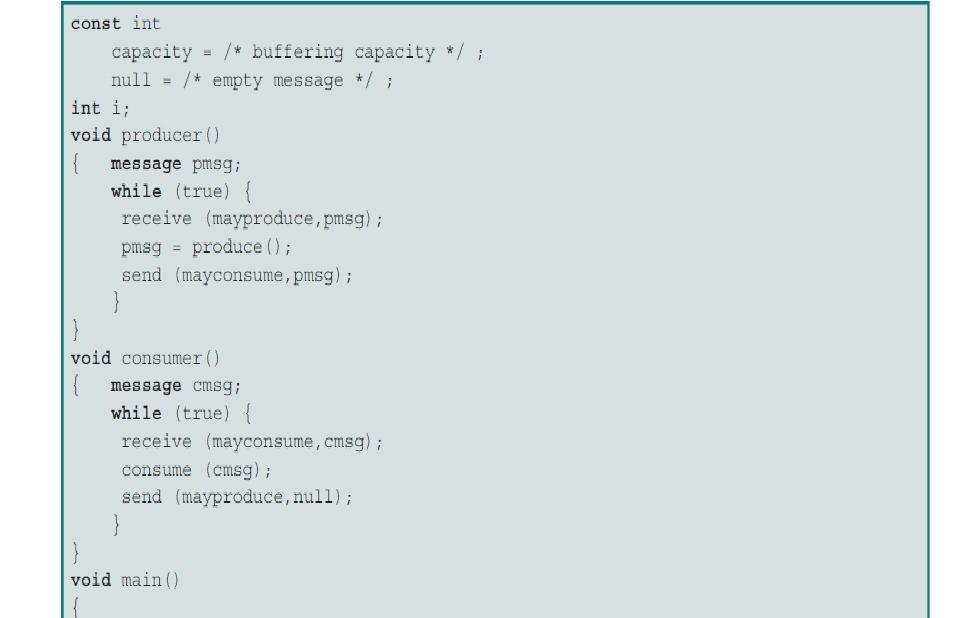 const int
    capacity = /* buffering capacity */ ;
    null = /* empty message */ ;
int i;
void producer()
{   message pmsg;
    while (true) {
     receive (mayproduce,pmsg);
     pmsg = produce();
     send (mayconsume,pmsg);
    }
}
void consumer()
{   message cmsg;
    while (true) {
     receive (mayconsume,cmsg);
     consume (cmsg);
     send (mayproduce,null);
    }
}
void main()
{